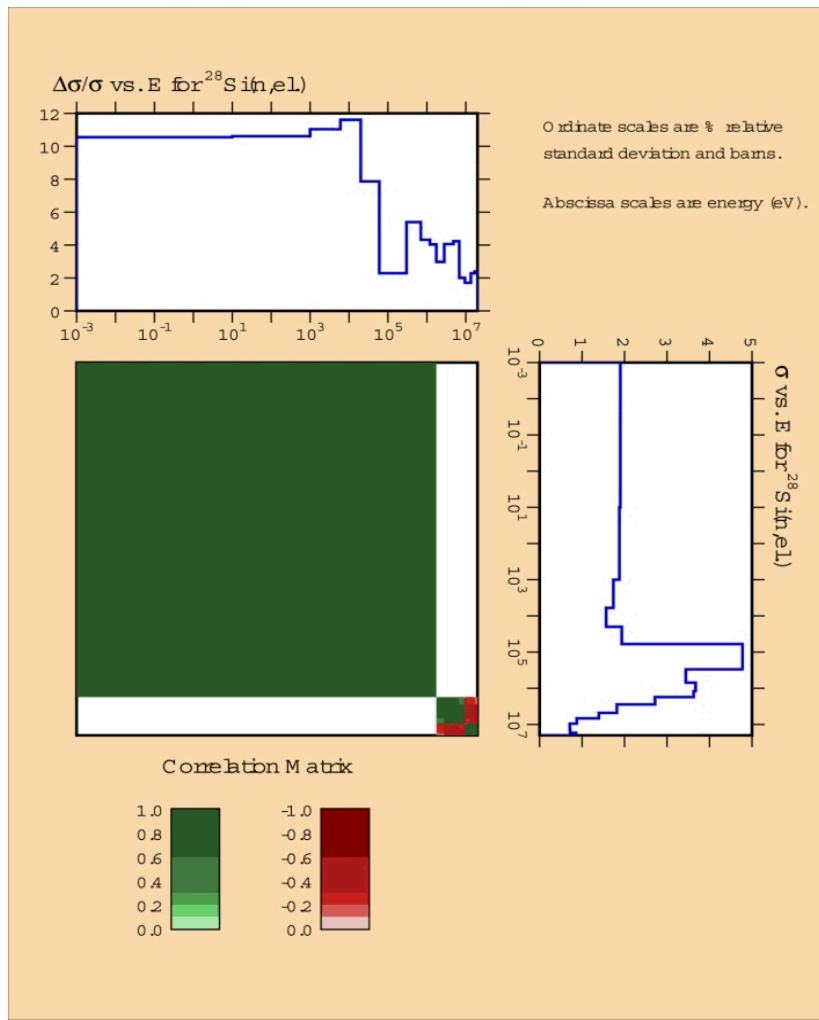 Δσ/σ vs. E for ²⁸Si(n,el.)
Ordinate scales are % relative
standard deviation and barns.
Abscissa scales are energy (eV).
12
10
8
6
4
2
0
10⁻³ 10⁻¹ 10¹ 10³ 10⁵ 10⁷
0 1 2 3 4 5
σ vs. E for ²⁸Si(n,el.)
10⁻³
10⁻¹
10¹
10³
10⁵
10⁷
Correlation Matrix
1.0 -1.0
0.8 -0.8
0.6 -0.6
0.4 -0.4
0.2 -0.2
0.0 0.0